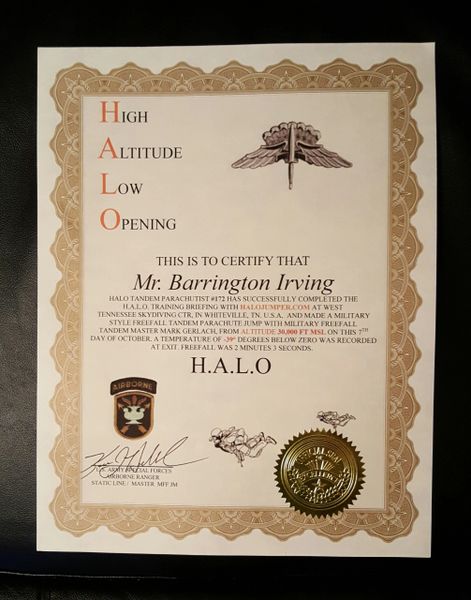 HIGH
ALTITUDE
LOW
OPENING
THIS IS TO CERTIFY THAT
Mr. Barrington Irving
HALO TANDEM PARACHUTIST #172 HAS SUCCESSFULLY COMPLETED THE
H.A.L.O. TRAINING BRIEFING WITH HALOJUMPER.COM AT WEST
TENNESSEE SKYDIVING CTR, IN WHITEVILLE, TN. U.S.A, AND MADE A MILITARY
STYLE FREEFALL TANDEM PARACHUTE JUMP WITH MILITARY FREEFALL
TANDEM MASTER MARK GERLACH, FROM ALTITUDE 30,000 FT MSL ON THIS 7TH
DAY OF OCTOBER. A TEMPERATURE OF -39° DEGREES BELOW ZERO WAS RECORDED
AT EXIT. FREEFALL WAS 2 MINUTES 3 SECONDS.
H.A.L.O
AIRBORNE
U.S. ARMY SPECIAL FORCES
AIRBORNE RANGER
STATIC LINE / MASTER MFF JM